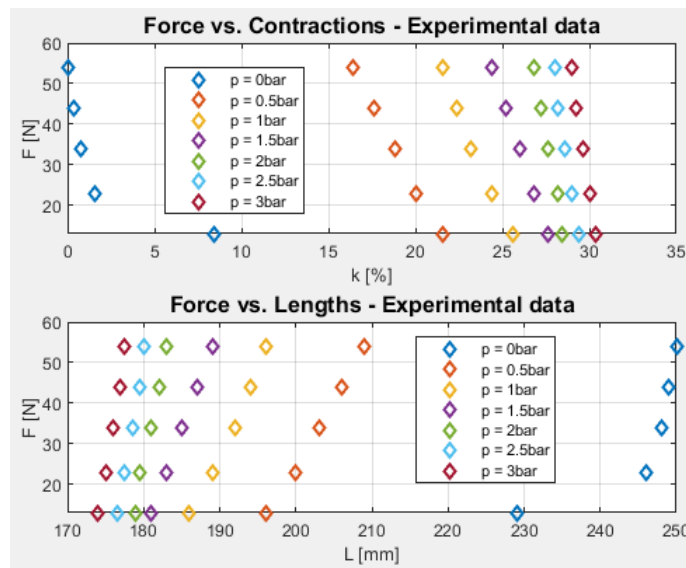 Force vs. Contractions - Experimental data
60
50
40
30
20
F [N]
p = 0bar
p = 0.5bar
p = 1bar
p = 1.5bar
p = 2bar
p = 2.5bar
p = 3bar
0 5 10 15 20 25 30 35
k [%]
Force vs. Lengths - Experimental data
60
50
40
30
20
F [N]
p = 0bar
p = 0.5bar
p = 1bar
p = 1.5bar
p = 2bar
p = 2.5bar
p = 3bar
170 180 190 200 210 220 230 240 250
L [mm]